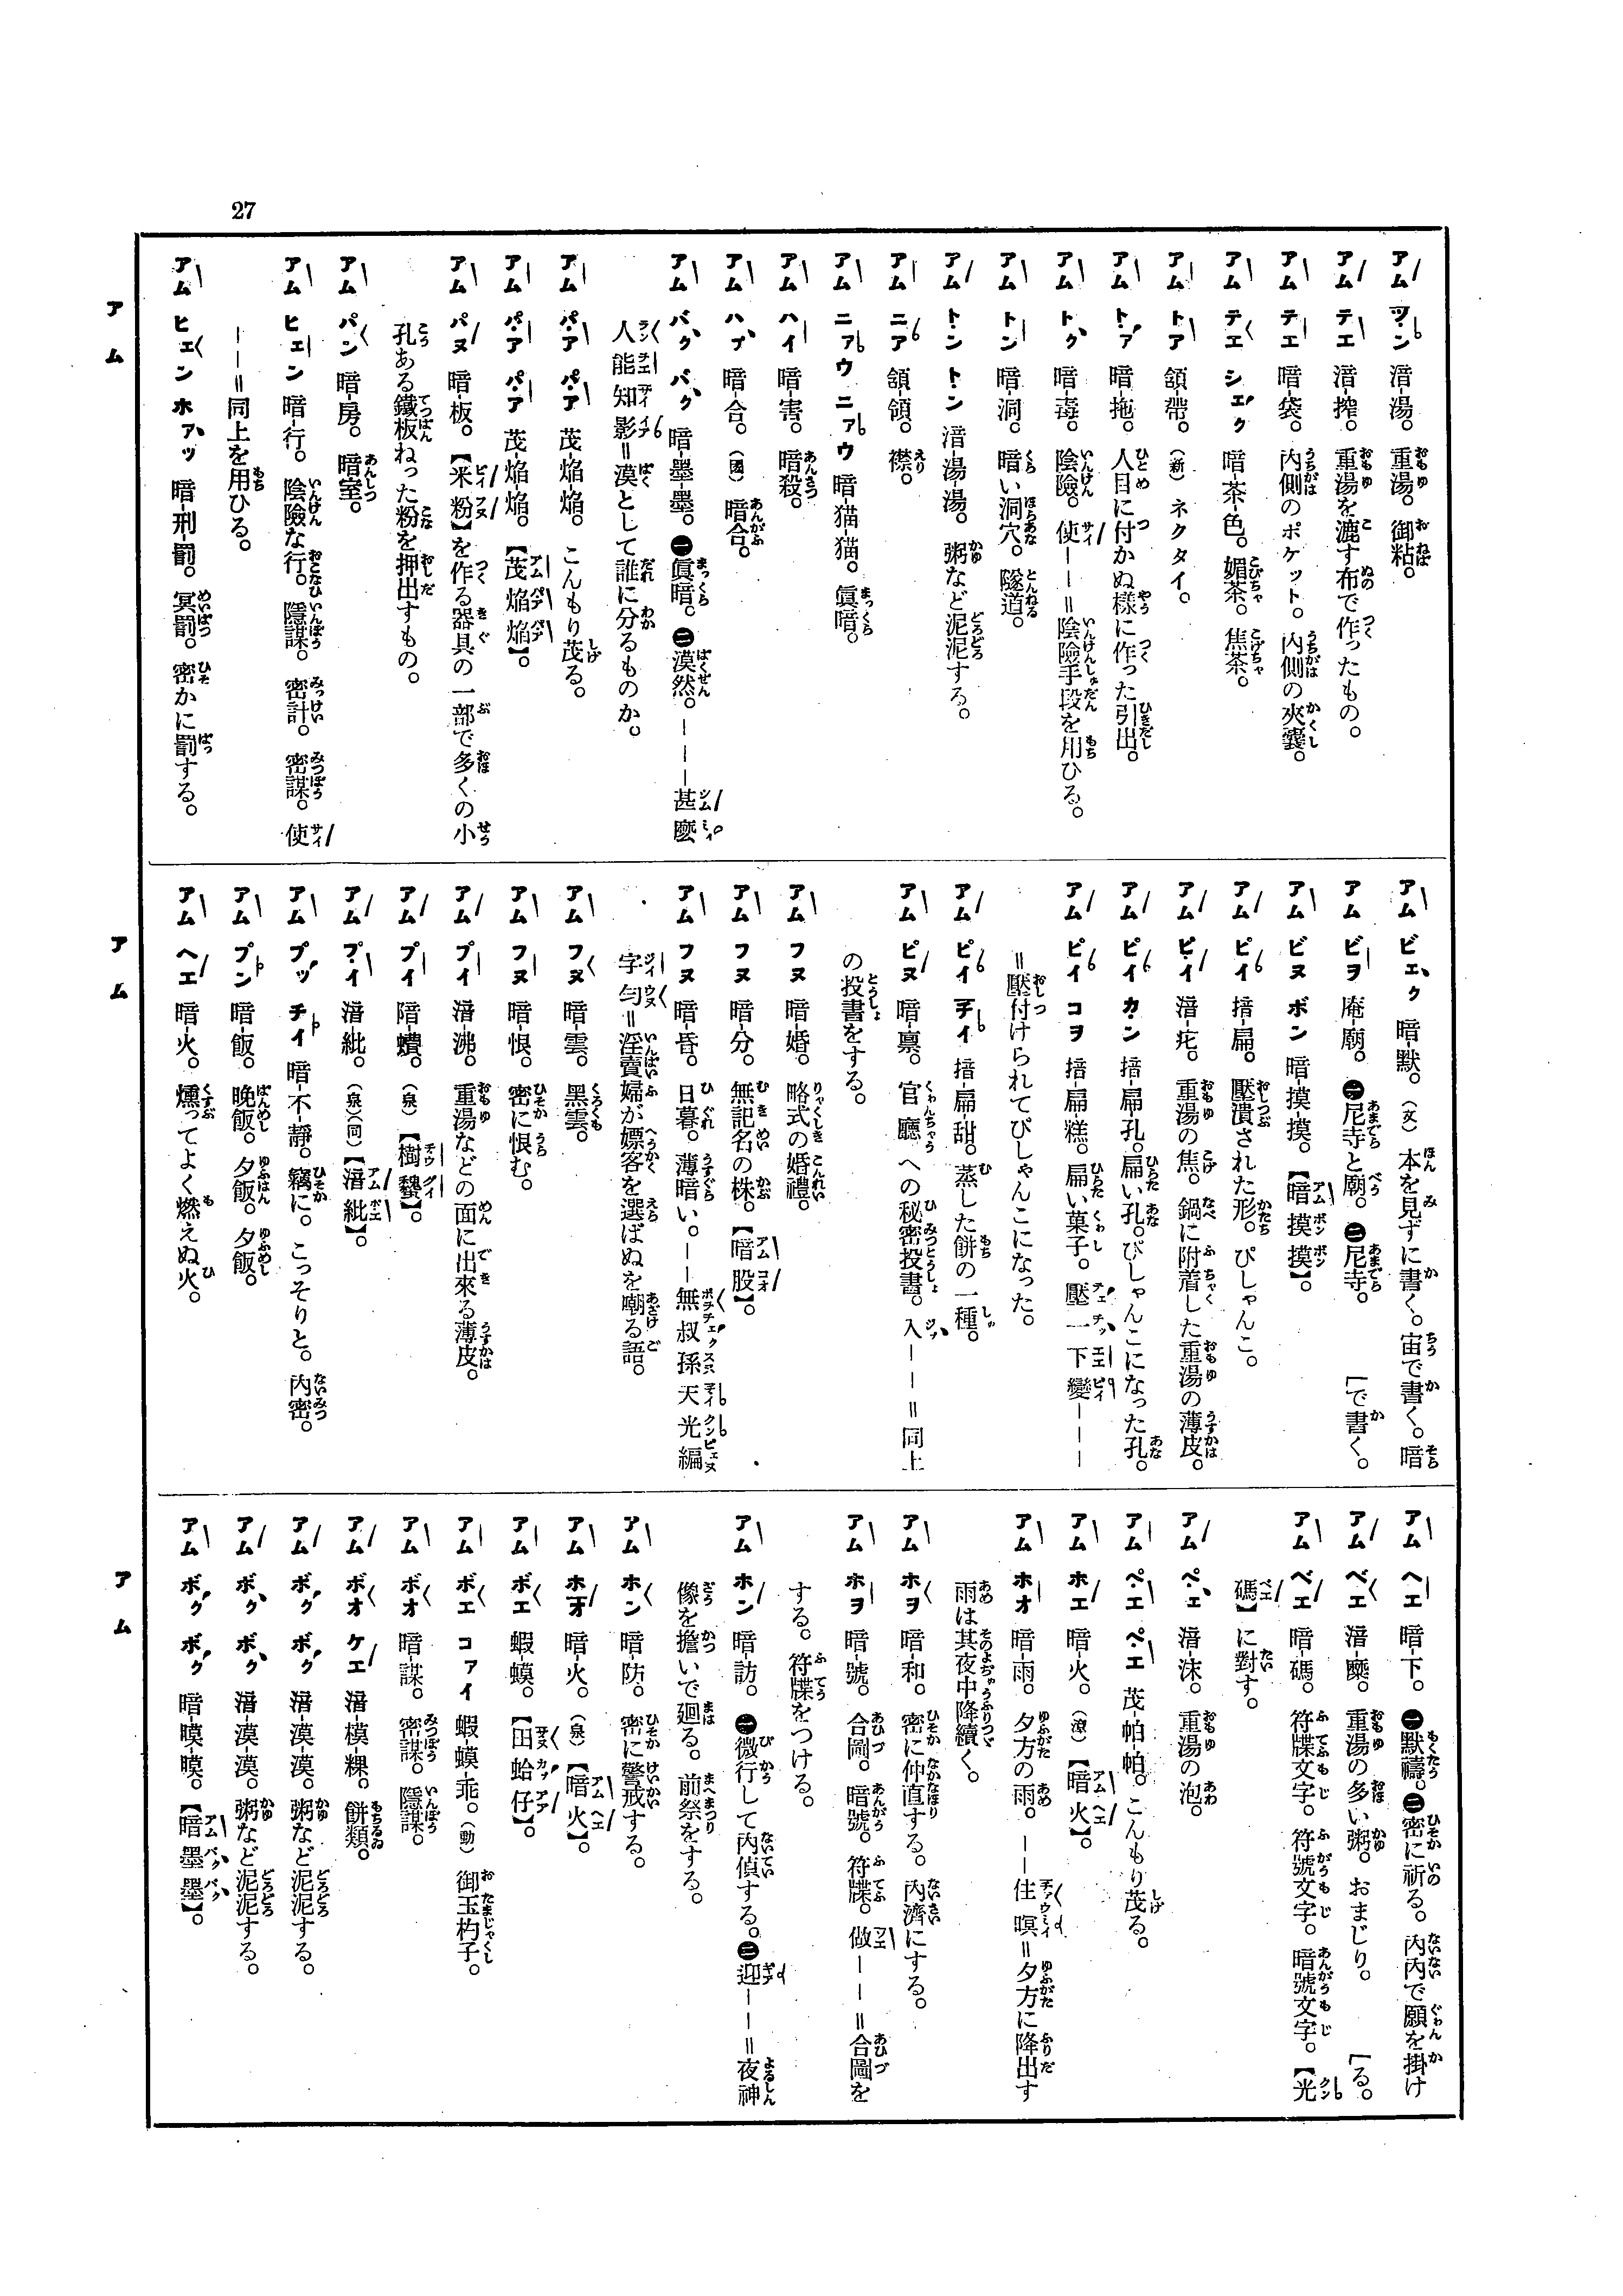 27
アム
アム ツン 湆-湯。重湯。御粘。
アム テエ 湆-搾。重湯を漉す布で作ったもの。
アム テエ 暗-袋。內側のポケット。內側の夾囊。
アム テエ シェク 暗-茶-色。媚茶。焦茶。
アム トア 頷-帶。(新)ネクタイ。
アム トァ 暗-拖。人目に付かぬ樣に作った引出。
アム トク 暗-毒。陰險。使――=陰險手段を用ひる。
アム トン 暗-洞。暗い洞穴。隧道。
アム トン トン 湆-湯-湯。粥など泥泥する。
アム ニア 頷-領。襟。
アム ニァウ ニァウ 暗-猫-猫。眞暗。
アム ハイ 暗-害。暗殺。
アム ハプ 暗-合。(國)暗合。
アム バク バク 暗-墨-墨。㊀眞暗。㊁漠然。―――甚麼
人能知影=漠として誰に分るものか。
アム パア パア 茂-焰-焰。こんもり茂る。
アム パア パア 茂-焰-焰。【茂焰焰】。
アム パヌ 暗-板。【米粉】を作る器具の一部で多くの小
孔ある鐵板ねった粉を押出すもの。
アム パン 暗-房。暗室。
アム ヒェン 暗-行。陰險な行。隱謀。密計。密謀。使
――=同上を用ひる。
アム ヒェン ホァッ 暗-刑-罰。冥罰。密かに罰する。
アム
アム ビェク 暗-默。(文)本を見ずに書く。宙で書く。暗
アム ビヲ 庵-廟。㊀尼寺と廟。㊁尼寺。［で書く。
アム ビヌ ボン 暗-摸-摸。【暗摸摸】。
アム ピイ 揞-扁。壓潰された形。ぴしゃんこ。
アム ピイ 湆-疕。重湯の焦。鍋に附着した重湯の薄皮。
アム ピイ カン 揞-扁-孔。扁い孔。ぴしゃんこになった孔。
アム ピイ コヲ 揞-扁-糕。扁い菓子。壓一下變―――
=壓付けられてぴしゃんこになった。
アム ピイ チイ 揞-扁-甜。蒸した餅の一種。
アム ピヌ 暗-禀。官廳への秘密投書。入――=同上
の投書をする。
アム フヌ 暗-婚。略式の婚禮。
アム フヌ 暗-分。無記名の株。【暗股】。
アム フヌ 暗-昏。日暮。薄暗い。――無叔孫天光編
字勻=淫賣婦が嫖客を選ばぬを嘲る語。
アム フヌ 暗-雲。黑雲。
アム フヌ 暗-恨。密に恨む。
アム プイ 湆-沸。重湯などの面に出來る薄皮。
アム プイ (泉)【樹】。
アム プイ 湆-紕。(泉)(同)【湆紕】。
アム プッ チイ 暗-不-靜。竊に。こっそりと。內密。
アム プン 暗-飯。晚飯。夕飯。夕飯。
アム ヘエ 暗-火。燻ってよく燃えぬ火。
アム
アム ヘエ 暗-下。㊀默禱。㊁密に祈る。內內で願を掛け
アム ベエ 湆-糜。重湯の多い粥。おまじり。［る。
アム ベエ 暗-碼。符牒文字。符號文字。暗號文字。【光
碼】に對す。
アム ペェ 湆-沫。重湯の泡。
アム ペエ ペエ 茂-帕-帕。こんもり茂る。
アム ホエ 暗-火。(漳)【暗火】。
アム ホオ 暗-雨。夕方の雨。――住暝=夕方に降出す
雨は其夜中降續く。
アム ホヲ 暗-和。密に仲直する。內濟にする。
アム ホヲ 暗-號。合圖。暗號。符牒。做――=合圖を
する。符牒をつける。
アム ホン 暗-訪。㊀微行して內偵する。㊁迎――=夜神
像を擔いで廻る。前祭をする。
アム ホン 暗-防。密に警戒する。
アム ホオ 暗-火。(泉)【暗火】。
アム ボエ 蝦-蟆。【田蛤仔】。
アム ボエ コァイ 蝦-蟆-乖。(動)御玉杓子。
アム ボオ 暗-謀。密謀。隱謀。
アム ボオ ケエ 湆-模-粿。餅類。
アム ボク ボク 湆-漠-漠。粥など泥泥する。
アム ボク ボク 湆-漠-漠。粥など泥泥する。
アム ボク ボク 暗-暯-暯。【暗墨墨】。
アム